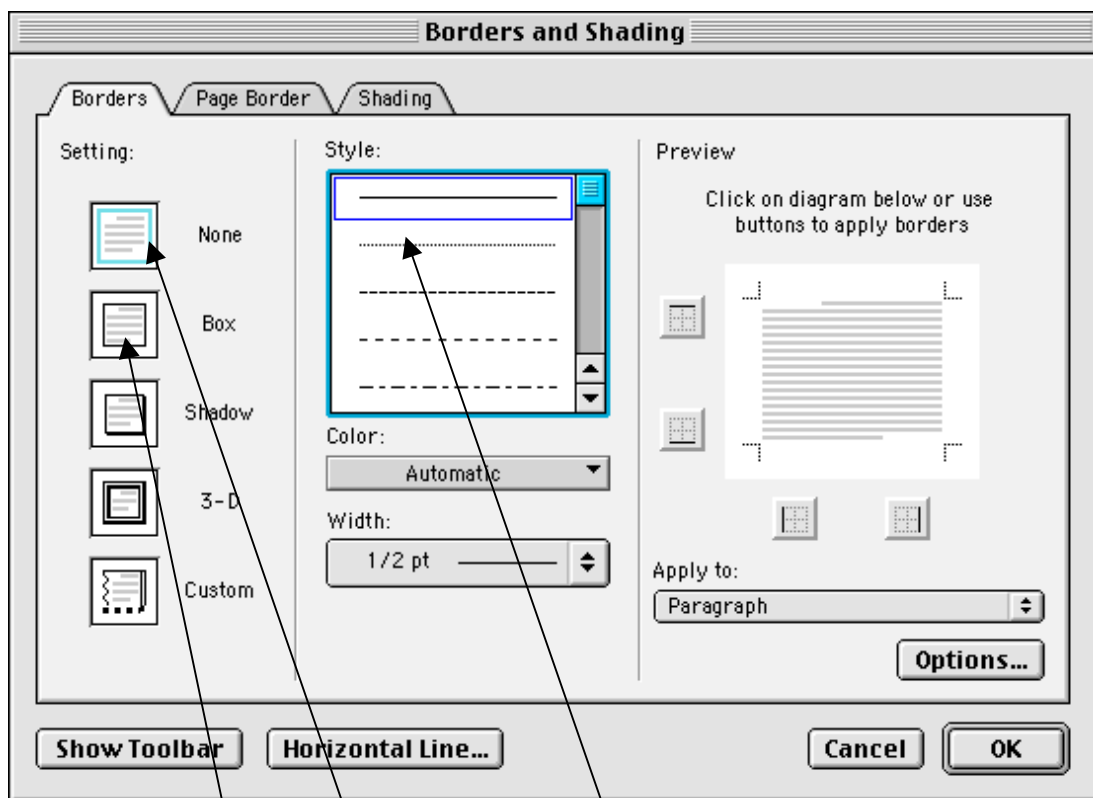 Borders and Shading
Borders
Page Border
Shading
Setting:
None
Box
Shadow
3-D
Custom
Style:
Color:
Automatic
Width:
1/2 pt
Preview
Click on diagram below or use
buttons to apply borders
Apply to:
Paragraph
Options...
Show Toolbar
Horizontal Line...
Cancel
OK